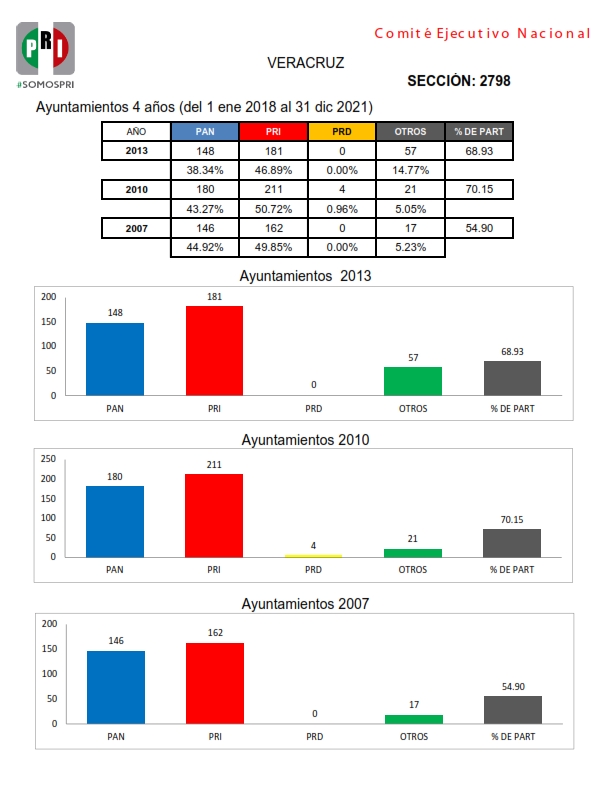 Comité Ejecutivo Nacional
PRI
#SOMOSPRI
VERACRUZ
SECCIÓN: 2798
Ayuntamientos 4 años (del 1 ene 2018 al 31 dic 2021)
AÑO PAN PRI PRD OTROS % DE PART
2013 148 181 0 57 68.93
38.34% 46.89% 0.00% 14.77%
2010 180 211 4 21 70.15
43.27% 50.72% 0.96% 5.05%
2007 146 162 0 17 54.90
44.92% 49.85% 0.00% 5.23%
Ayuntamientos 2013
200
150
100
50
0
148
181
0
57
68.93
PAN PRI PRD OTROS % DE PART
Ayuntamientos 2010
250
200
150
100
50
0
180
211
4
21
70.15
PAN PRI PRD OTROS % DE PART
Ayuntamientos 2007
200
150
100
50
0
146
162
0
17
54.90
PAN PRI PRD OTROS % DE PART